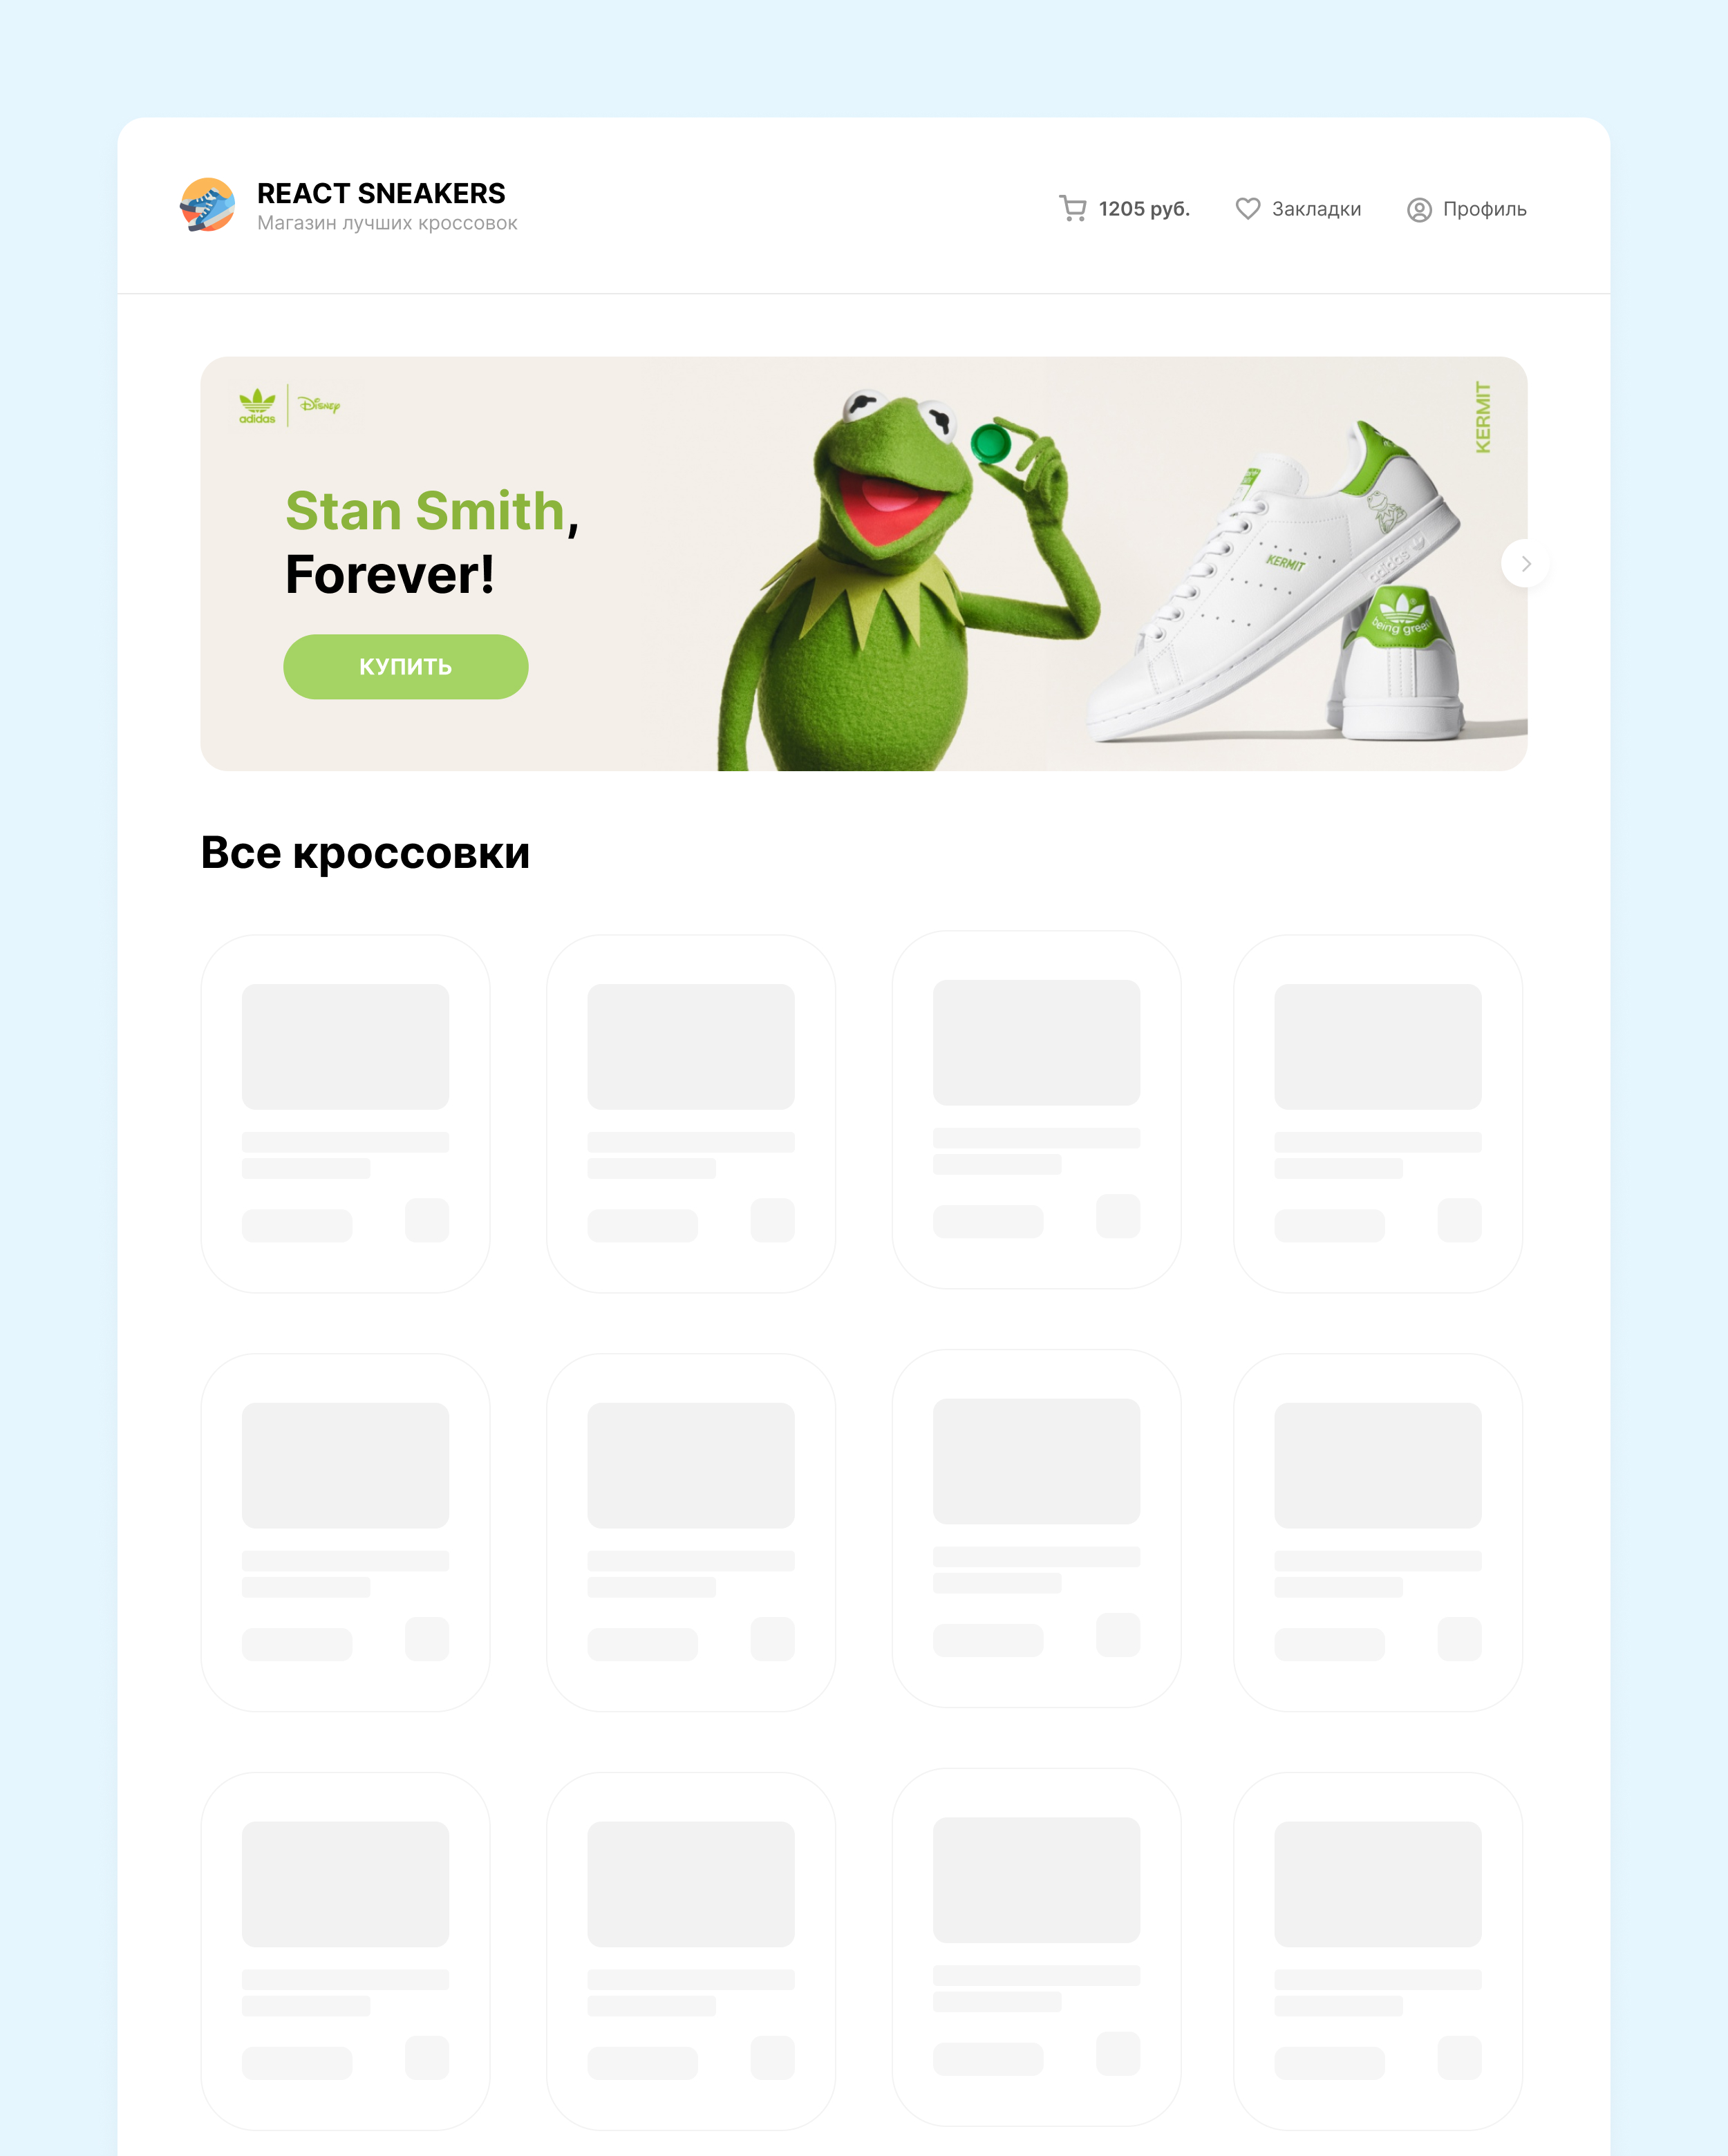 REACT SNEAKERS
Магазин лучших кроссовок
1205 руб.
Закладки
Профиль
adidas
Disney
KERMIT
Stan Smith,
Forever!
КУПИТЬ
KERMIT
adidas
being green
Все кроссовки